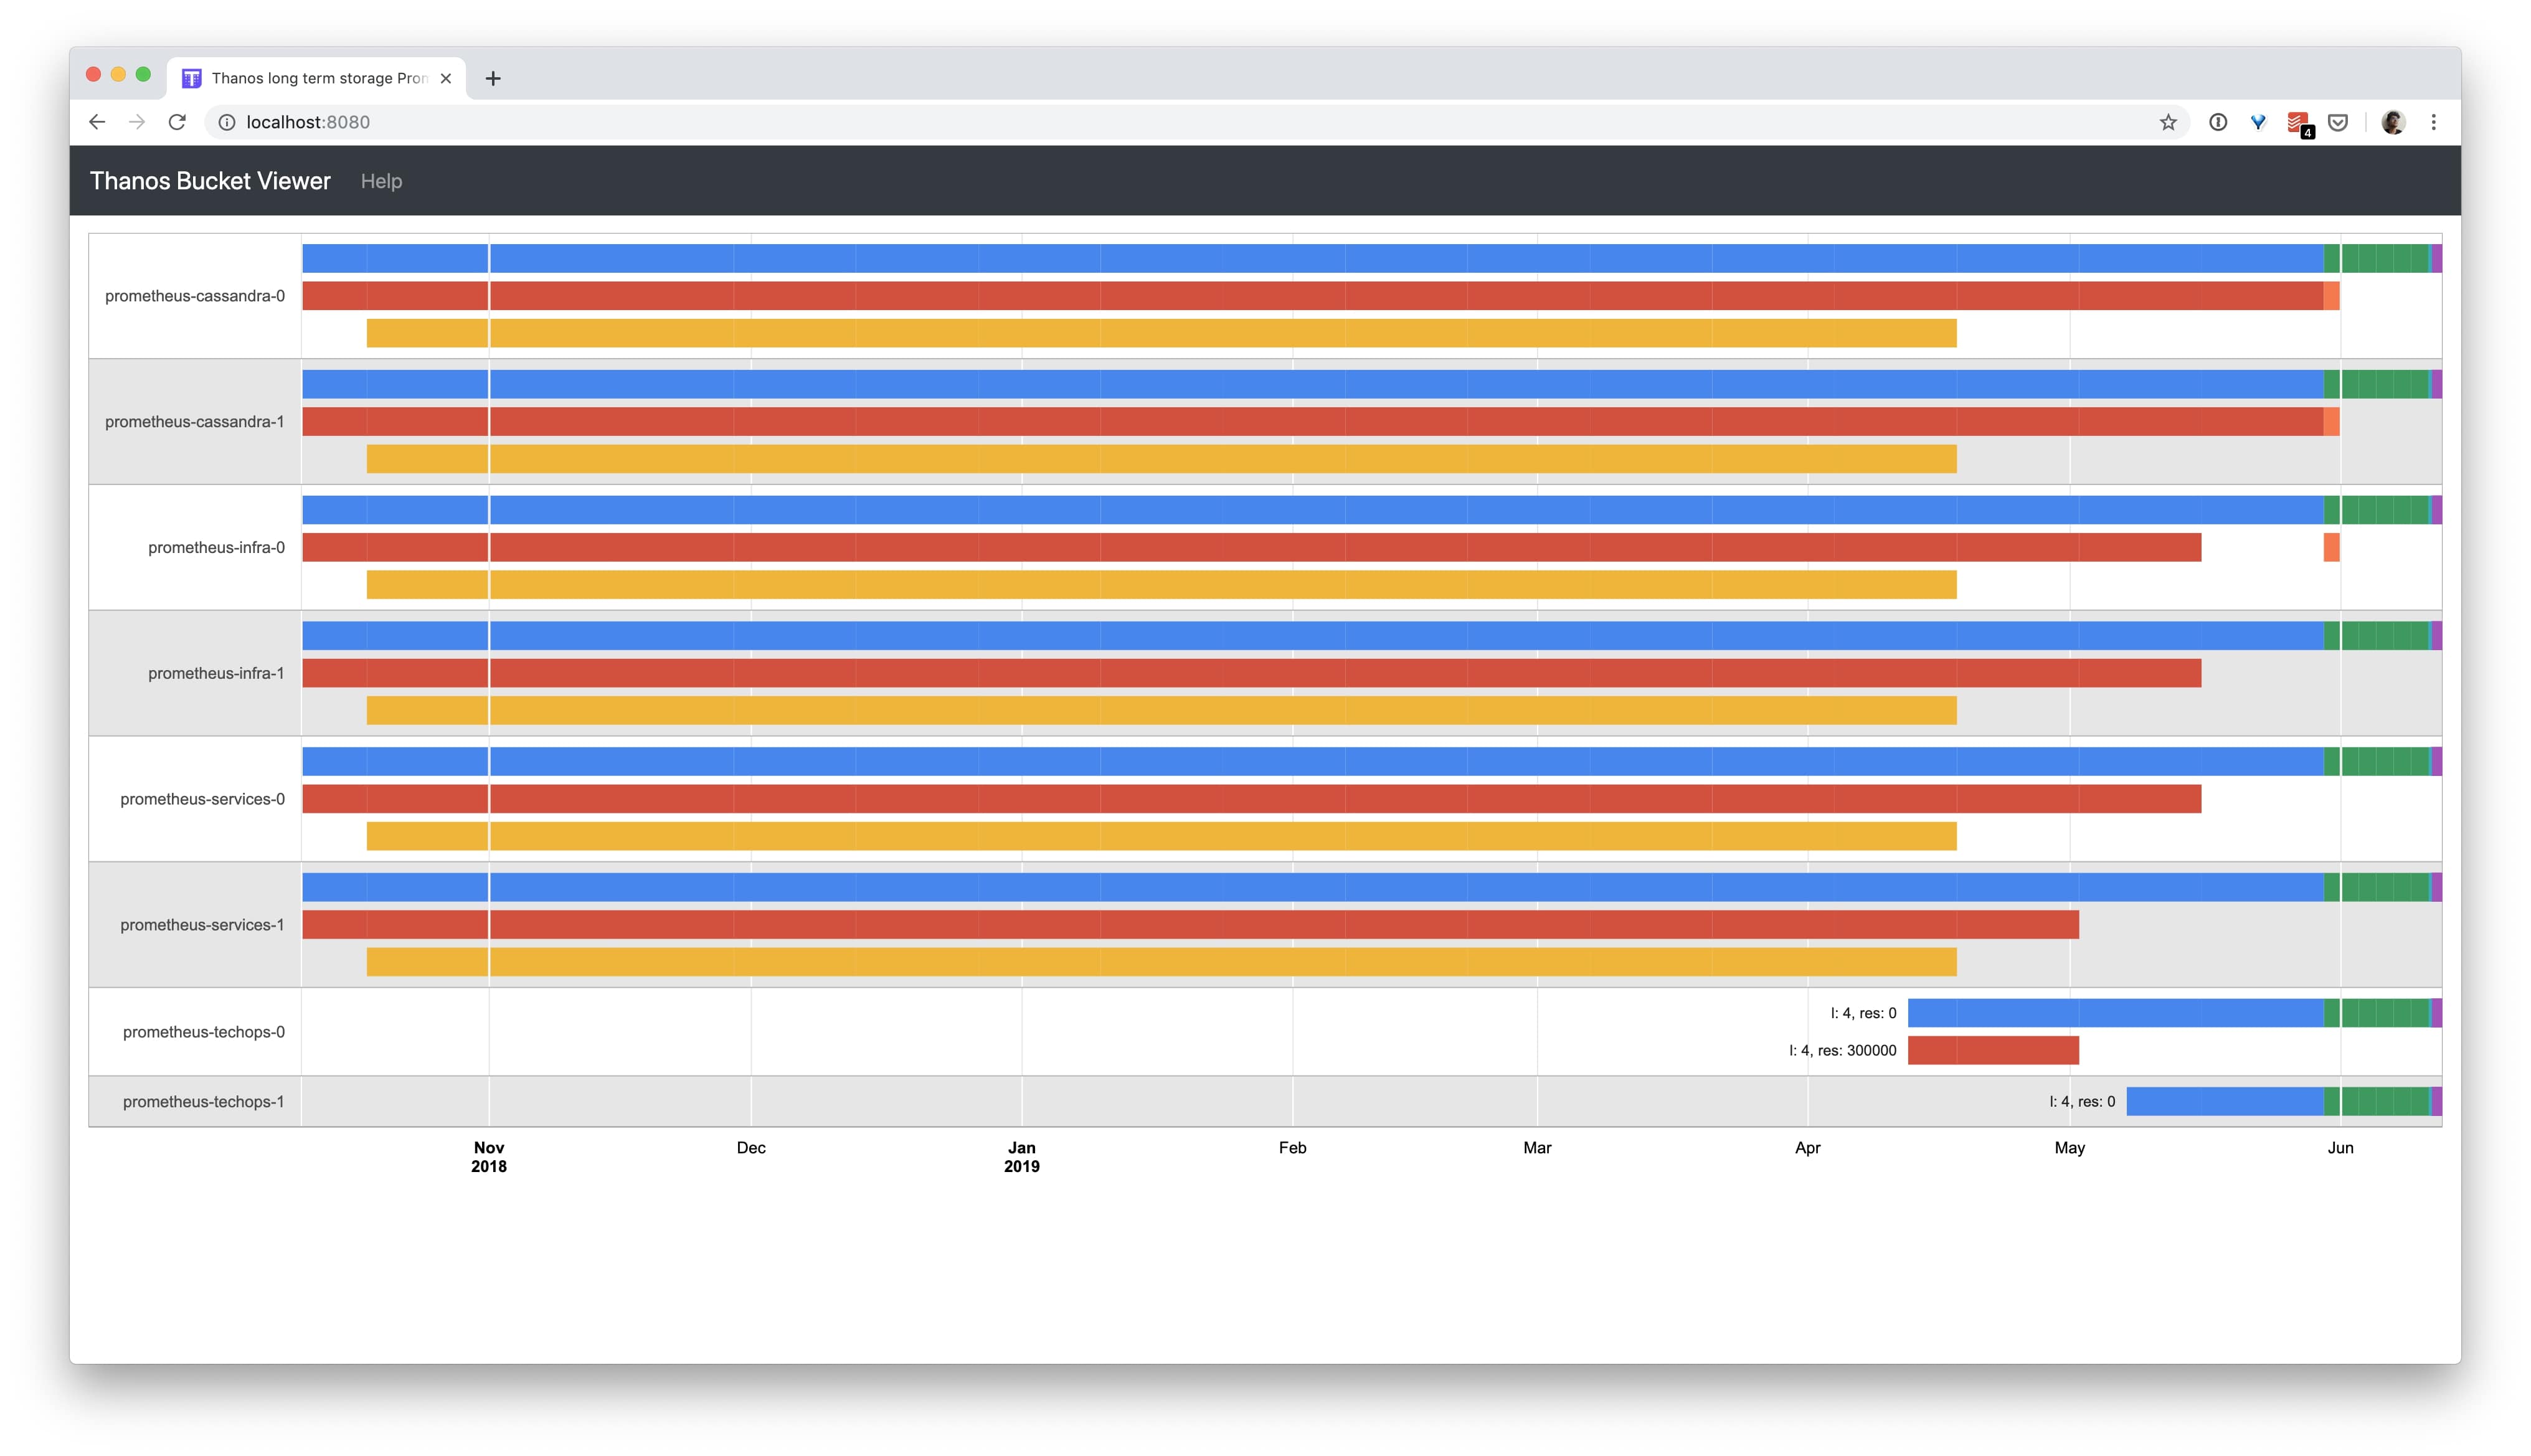 Thanos long term storage Pron
localhost:8080
4
Thanos Bucket Viewer Help
prometheus-cassandra-0
prometheus-cassandra-1
prometheus-infra-0
prometheus-infra-1
prometheus-services-0
prometheus-services-1
prometheus-techops-0
l: 4, res: 0
l: 4, res: 300000
prometheus-techops-1
l: 4, res: 0
Nov Dec Jan Feb Mar Apr May Jun
2018 2019